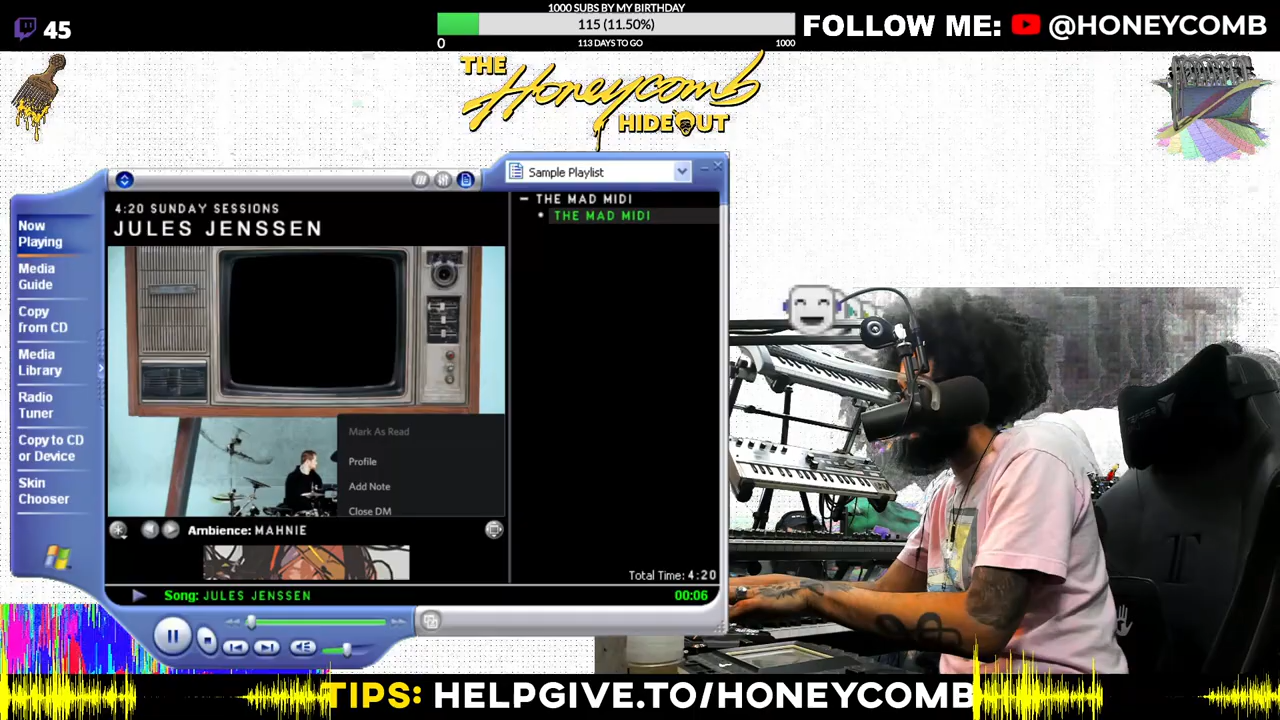 45
1000 SUBS BY MY BIRTHDAY
115 (11.50%)
0
113 DAYS TO GO
1000
FOLLOW ME: @HONEYCOMB
THE
Honeycomb
HIDEOUT
Sample Playlist
4:20 SUNDAY SESSIONS
JULES JENSSEN
THE MAD MIDI
THE MAD MIDI
Now
Playing
Media
Guide
Copy
from CD
Media
Library
Radio
Tuner
Copy to CD
or Device
Skin
Chooser
Mark As Read
Profile
Add Note
Close DM
Ambience: MAHNIE
Total Time: 4:20
Song: JULES JENSSEN
00:06
TIPS: HELPGIVE.TO/HONEYCOMB